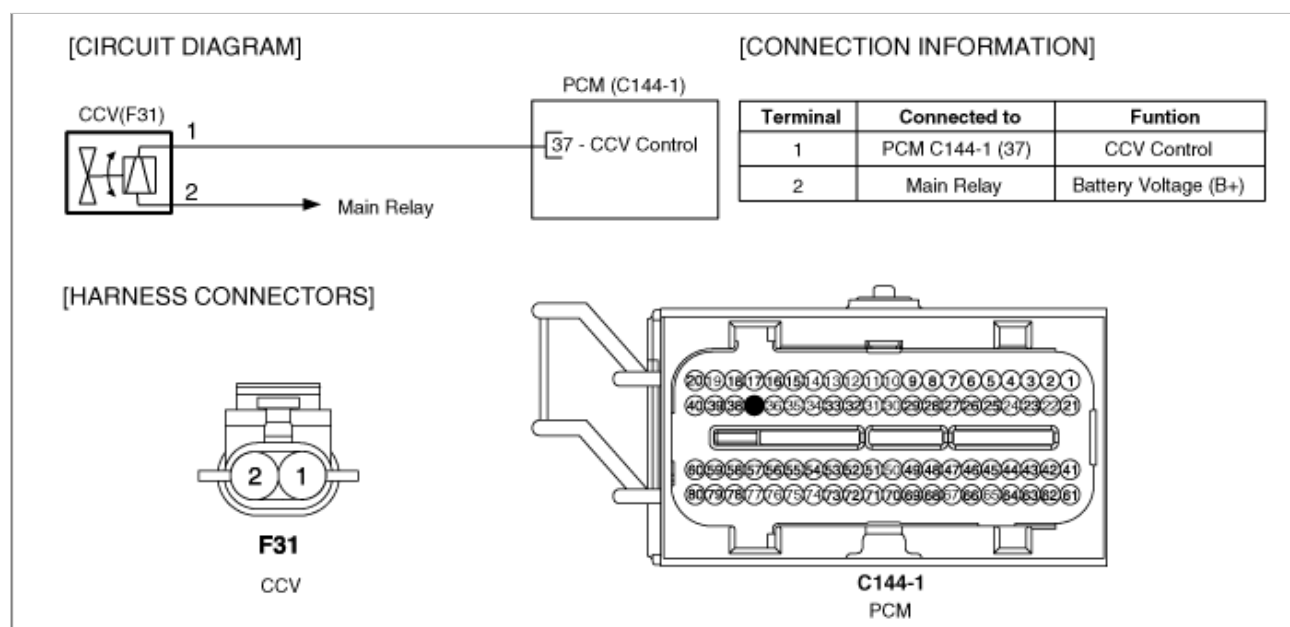 [CIRCUIT DIAGRAM]
[CONNECTION INFORMATION]
PCM (C144-1)
CCV(F31)
1
37 - CCV Control
2
Main Relay
Terminal Connected to Funtion
1 PCM C144-1 (37) CCV Control
2 Main Relay Battery Voltage (B+)
[HARNESS CONNECTORS]
20 19 18 17 16 15 14 13 12 11 10 9 8 7 6 5 4 3 2 1
40 39 38 36 35 34 33 32 31 30 29 28 27 26 25 24 23 22 21
60 59 58 57 56 55 54 53 52 51 50 49 48 47 46 45 44 43 42 41
80 79 78 77 76 75 74 73 72 71 70 69 68 67 66 65 64 63 62 61
2 1
F31
CCV
C144-1
PCM